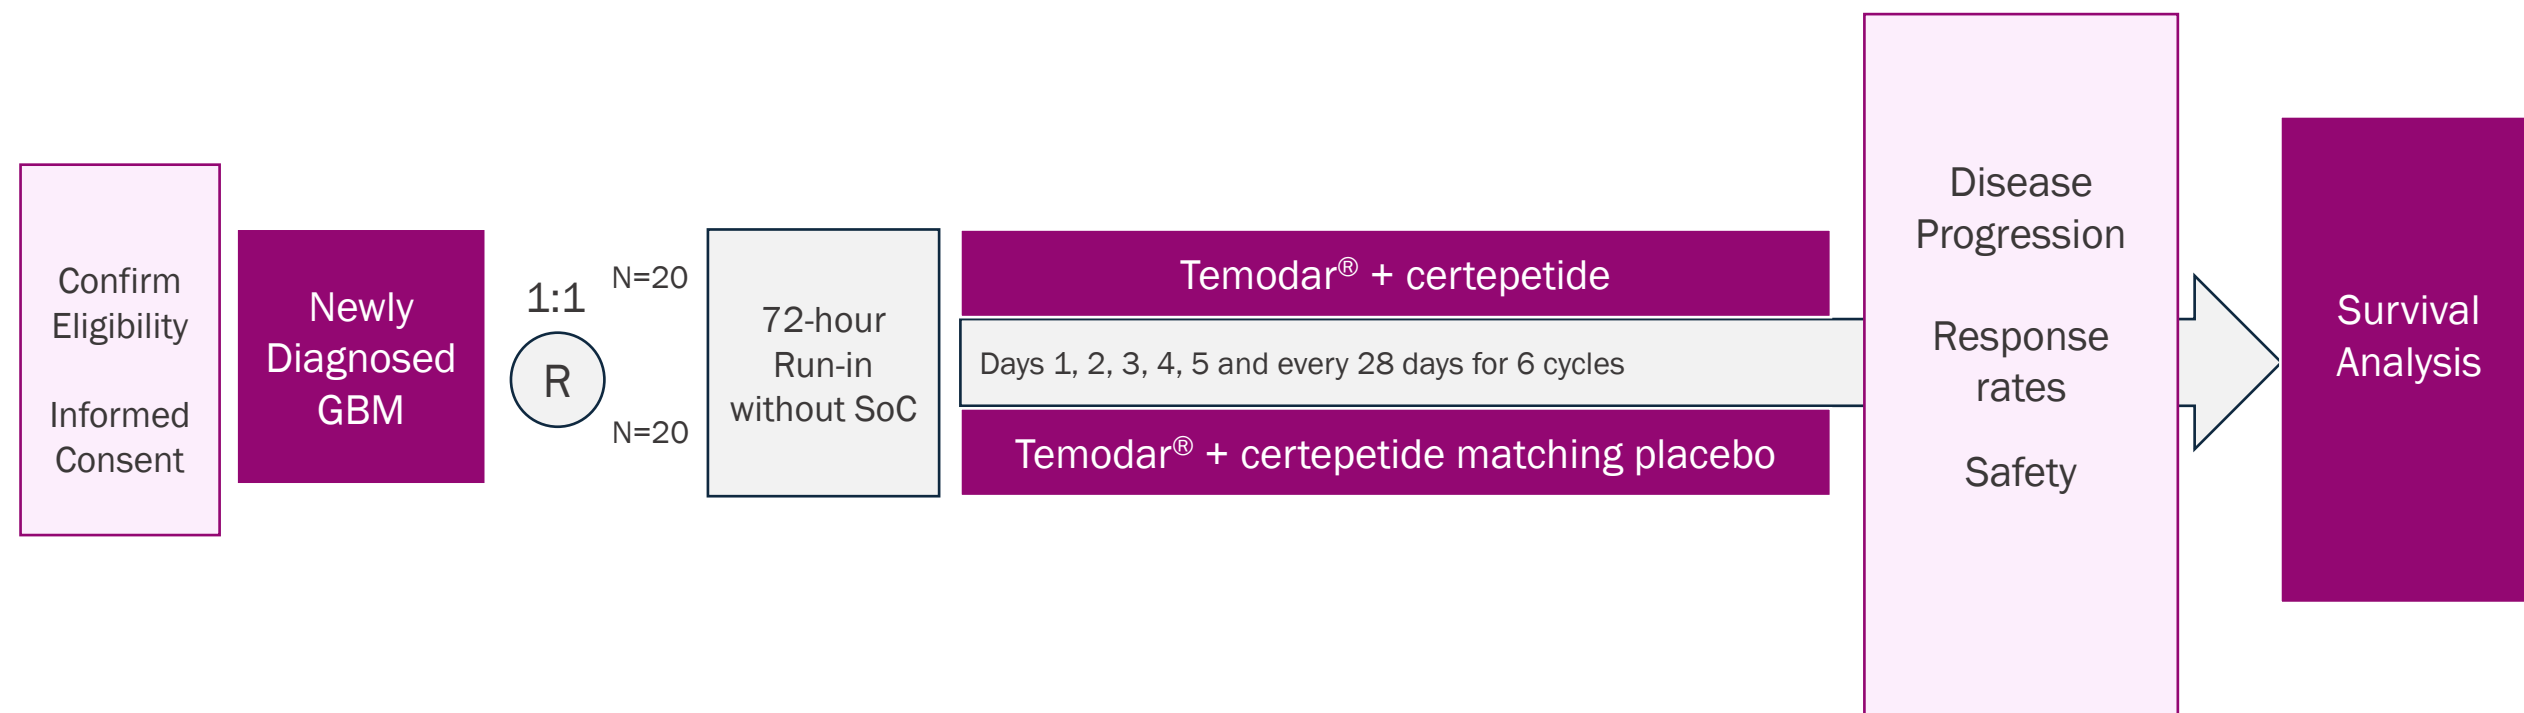 Confirm
Eligibility
Informed
Consent
Newly
Diagnosed
GBM
1:1
R
N=20
N=20
72-hour
Run-in
without SoC
Temodar® + certepetide
Days 1, 2, 3, 4, 5 and every 28 days for 6 cycles
Temodar® + certepetide matching placebo
Disease
Progression
Response
rates
Safety
Survival
Analysis